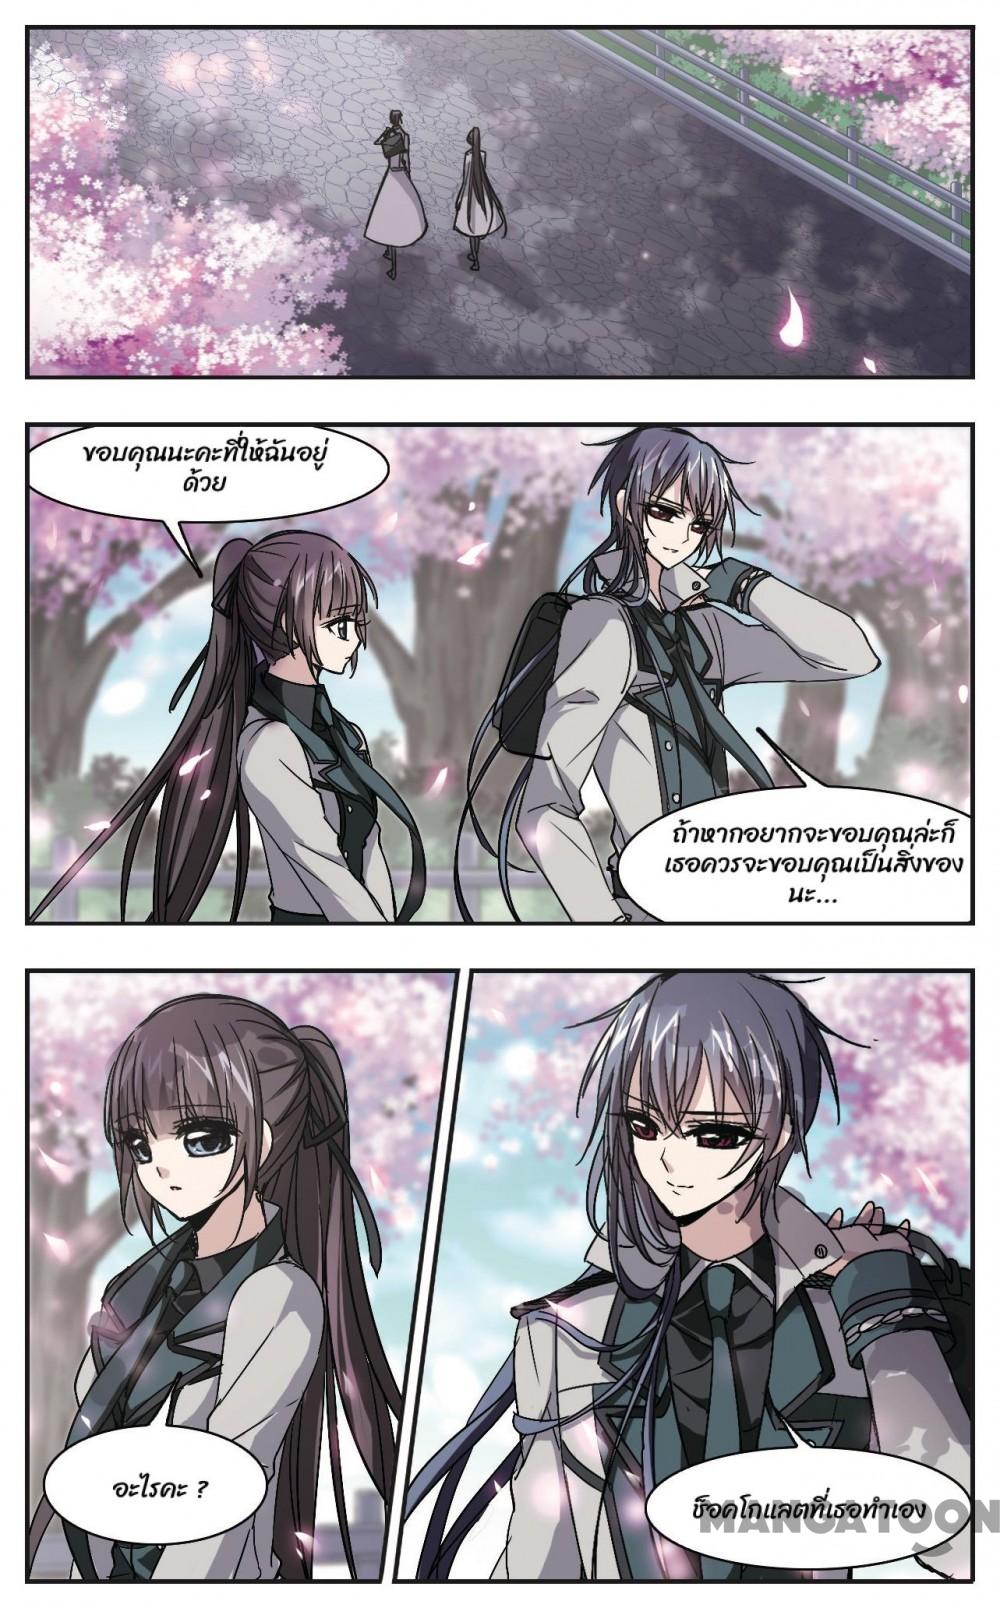 ขอบคุณนะคะที่ให้ฉันอยู่
ด้วย
ถ้าหากอยากจะขอบคุณล่ะก็
เธอควรจะขอบคุณเป็นสิ่งของ
นะ...
อะไรคะ ?
ช็อคโกแลตที่เธอทำเอง
MANGATOON